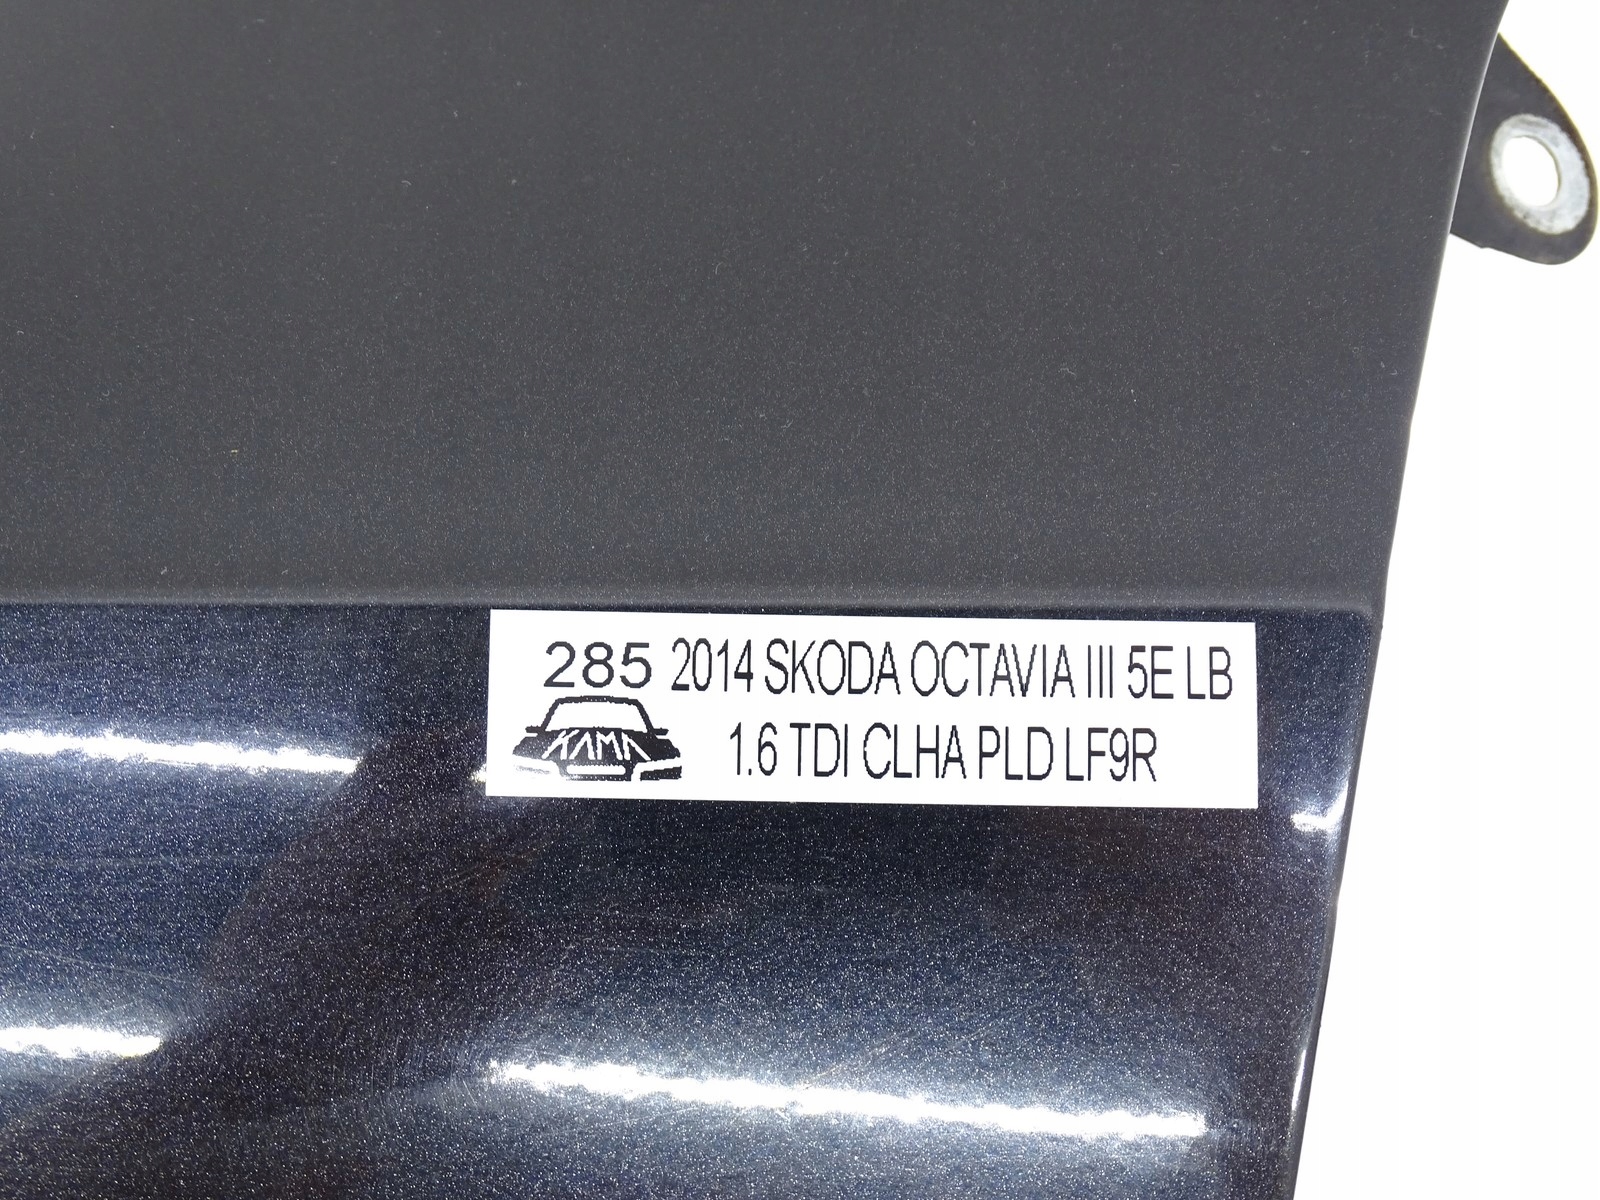 285 2014 SKODA OCTAVIA III 5E LB
KAMA 1.6 TDI CLHA PLD LF9R